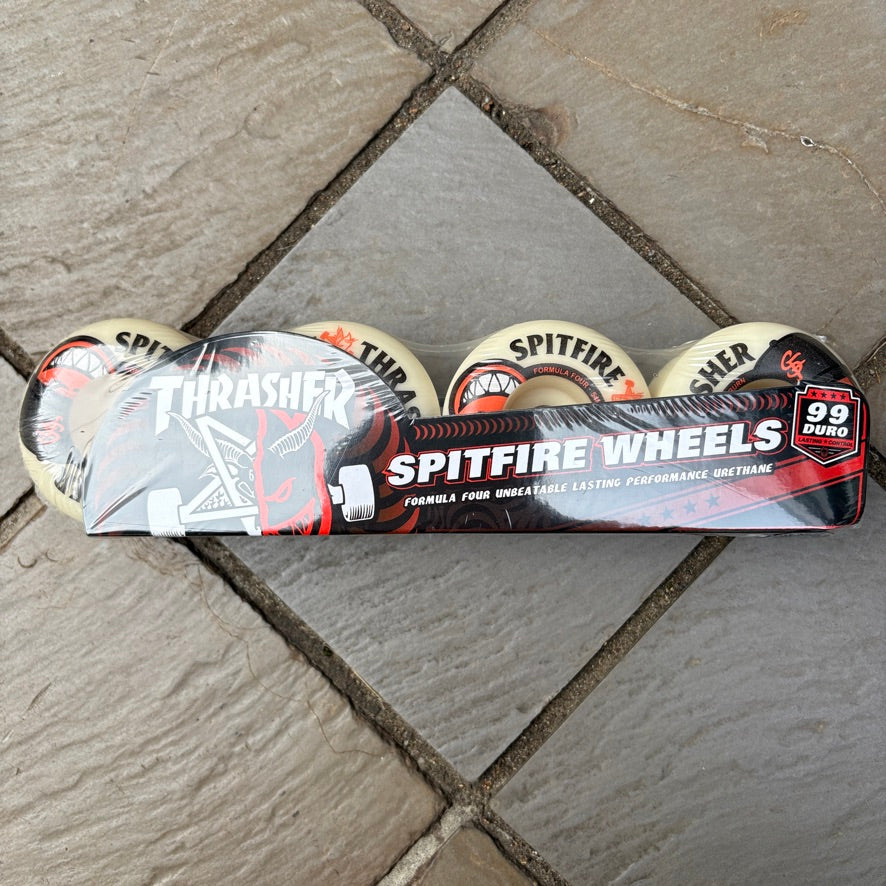 SPITFIRE
THRAS
SPITFIRE
FORMULA FOUR
SHER
THRASHER
SPITFIRE WHEELS
FORMULA FOUR UNBEATABLE LASTING PERFORMANCE URETHANE
99
DURO
LASTING CONTROL